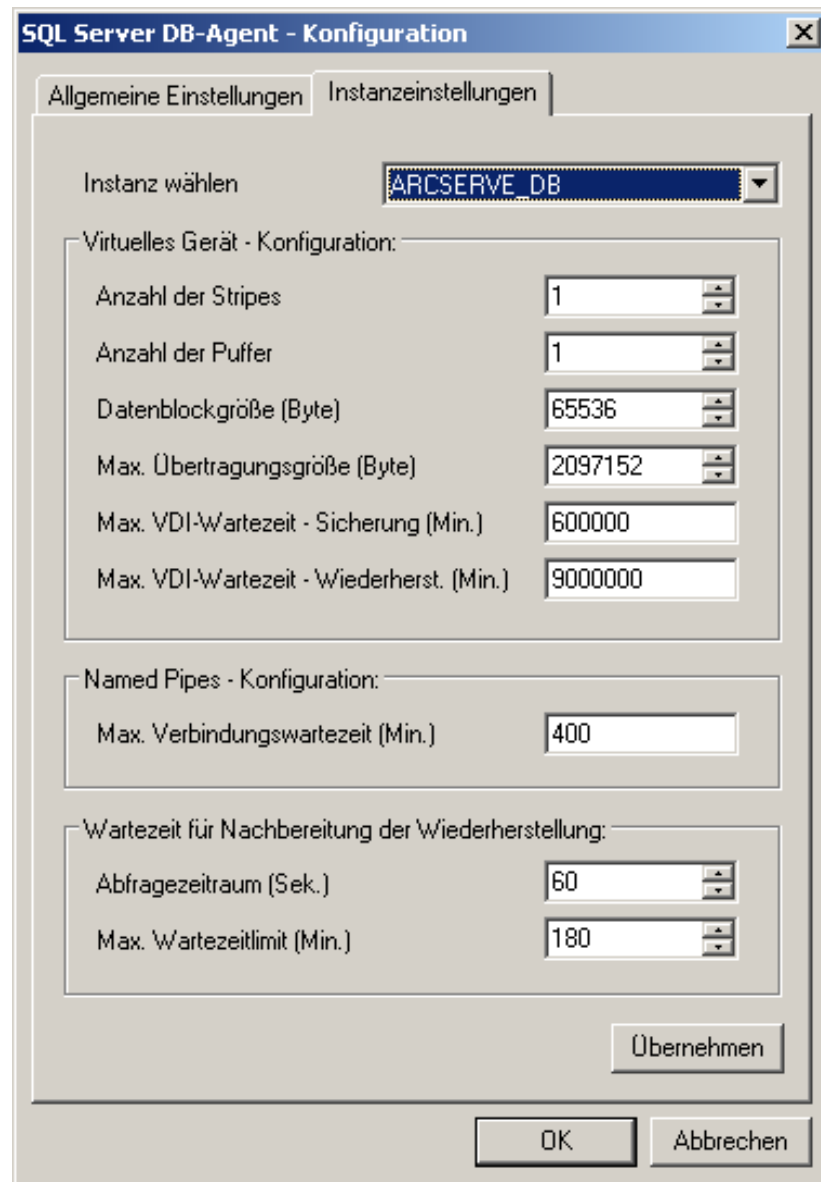 SQL Server DB-Agent - Konfiguration
Allgemeine Einstellungen Instanzeinstellungen
Instanz wählen ARCSERVE_DB
Virtuelles Gerät - Konfiguration:
Anzahl der Stripes 1
Anzahl der Puffer 1
Datenblockgröße (Byte) 65536
Max. Übertragungsgröße (Byte) 2097152
Max. VDI-Wartezeit - Sicherung (Min.) 600000
Max. VDI-Wartezeit - Wiederherst. (Min.) 9000000
Named Pipes - Konfiguration:
Max. Verbindungswartezeit (Min.) 400
Wartezeit für Nachbereitung der Wiederherstellung:
Abfragezeitraum (Sek.) 60
Max. Wartezeitlimit (Min.) 180
Übernehmen
OK Abbrechen